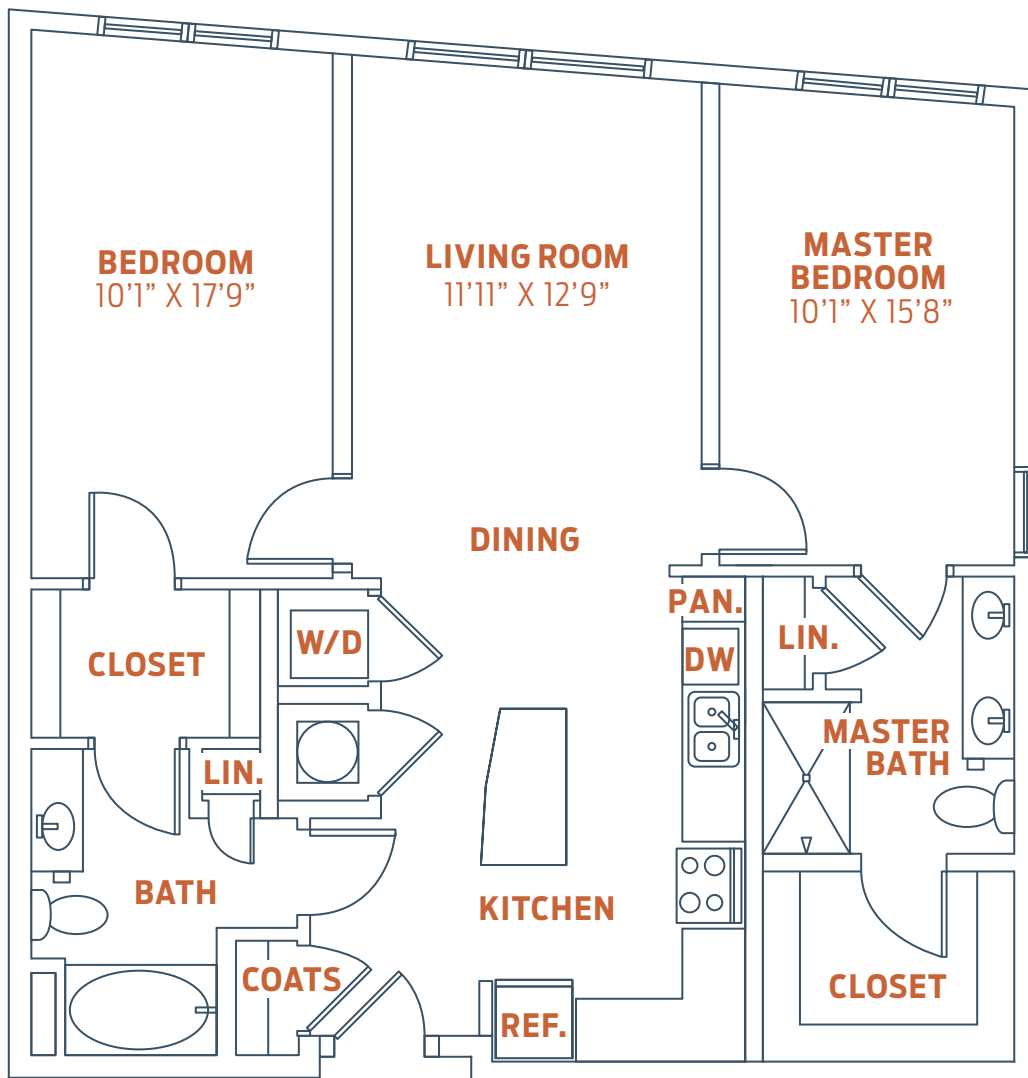 BEDROOM
10’1” X 17’9”
LIVING ROOM
11’11” X 12’9”
MASTER
BEDROOM
10’1” X 15’8”
DINING
PAN.
W/D
LIN.
DW
CLOSET
MASTER
BATH
LIN.
BATH
KITCHEN
COATS
CLOSET
REF.